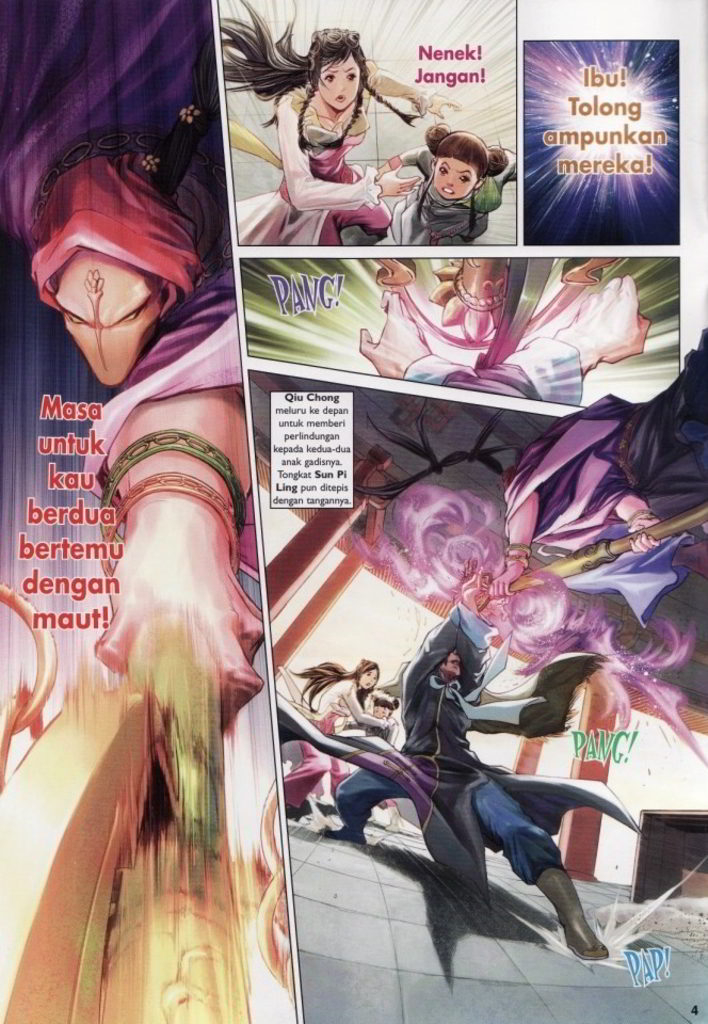 Masa
untuk
kau
berdua
bertemu
dengan
maut!
Nenek!
Jangan!
Ibu!
Tolong
ampunkan
mereka!
PANG!
Qiu Chong
meluru ke depan
untuk memberi
perlindungan
kepada kedua-dua
anak gadisnya.
Tongkat Sun Pi
Ling pun ditepis
dengan tangannya.
PANG!
PAP!
4